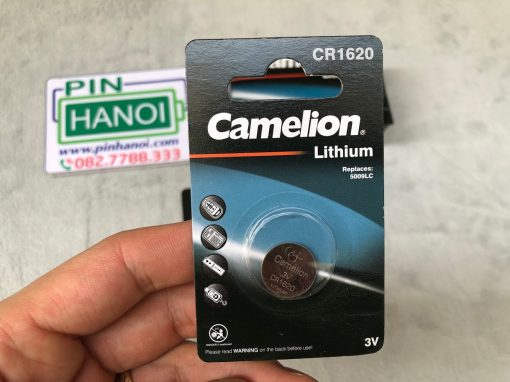 CR1620
PIN
HANOI
www.pinhanoi.com
082.7788.333
Camelion®
Lithium
Replaces:
5009LC
Camelion
3V
CR1620
3V
Please read WARNING on the back before use!